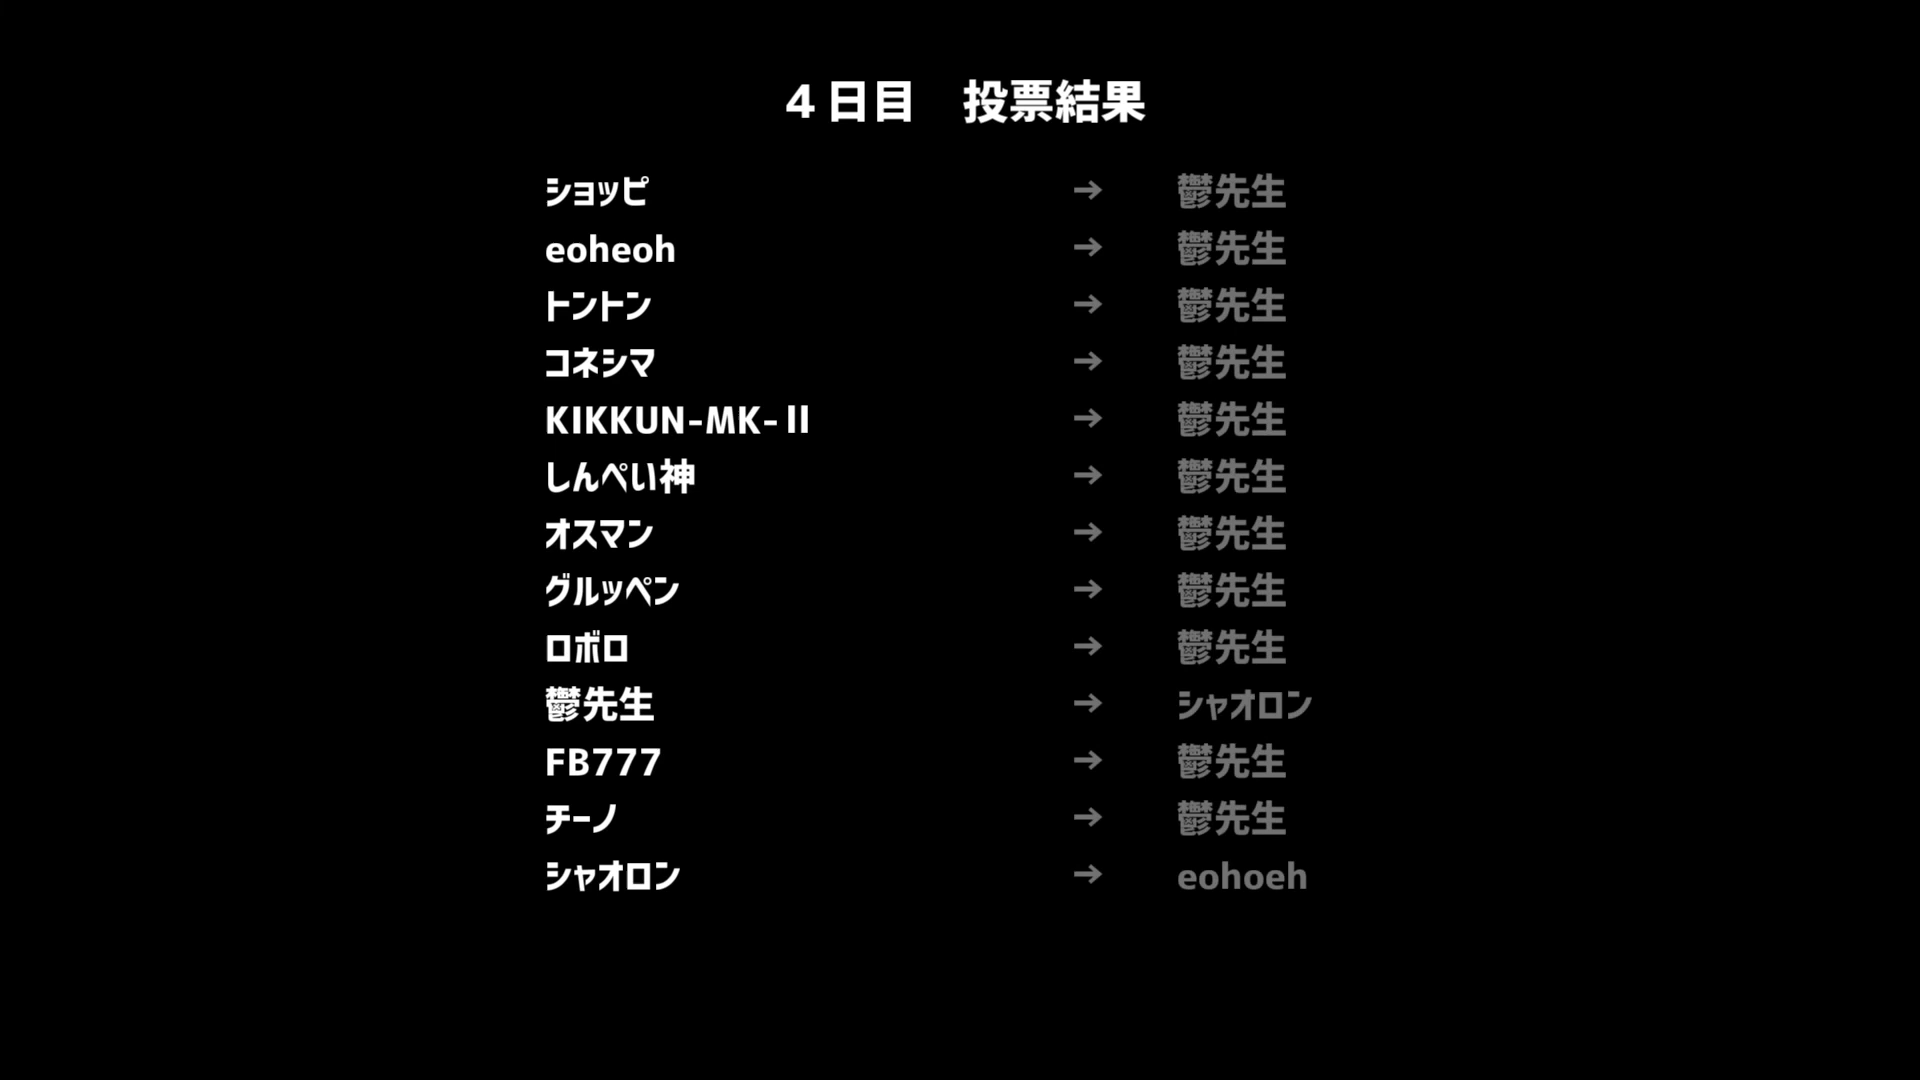 ４日目　投票結果
ショッピ → 鬱先生
eoheoh → 鬱先生
トントン → 鬱先生
コネシマ → 鬱先生
KIKKUN-MK-Ⅱ → 鬱先生
しんぺい神 → 鬱先生
オスマン → 鬱先生
グルッペン → 鬱先生
ロボロ → 鬱先生
鬱先生 → シャオロン
FB777 → 鬱先生
チーノ → 鬱先生
シャオロン → eohoeh